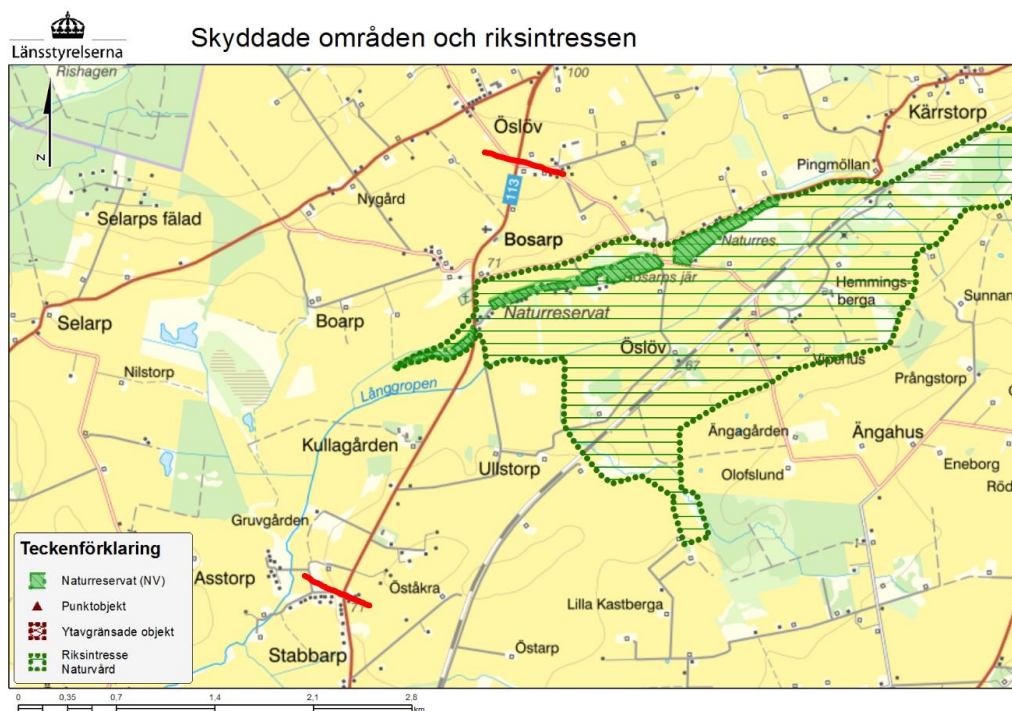 Länsstyrelserna
Skyddade områden och riksintressen
Rishagen
100
Öslöv
Kärrstorp
N
Pingmöllan
Nygård
113
Selarps fälad
Bosarp
Naturres.
71
Bosarps jär
Hemmings-
berga
Sunnan
Naturreservat
Selarp
Boarp
Öslöv
67
Vipehus
Nilstorp
Prångstorp
Långgropen
Ängagården
Ängahus
Kullagården
Ullstorp
Olofslund
Eneborg
Röd
Gruvgården
Teckenförklaring
Naturreservat (NV)
Punktobjekt
Ytavgränsade objekt
Riksintresse
Naturvård
Asstorp
Öståkra
71
Lilla Kastberga
Stabbarp
Östarp
0 0,35 0,7 1,4 2,1 2,8
km